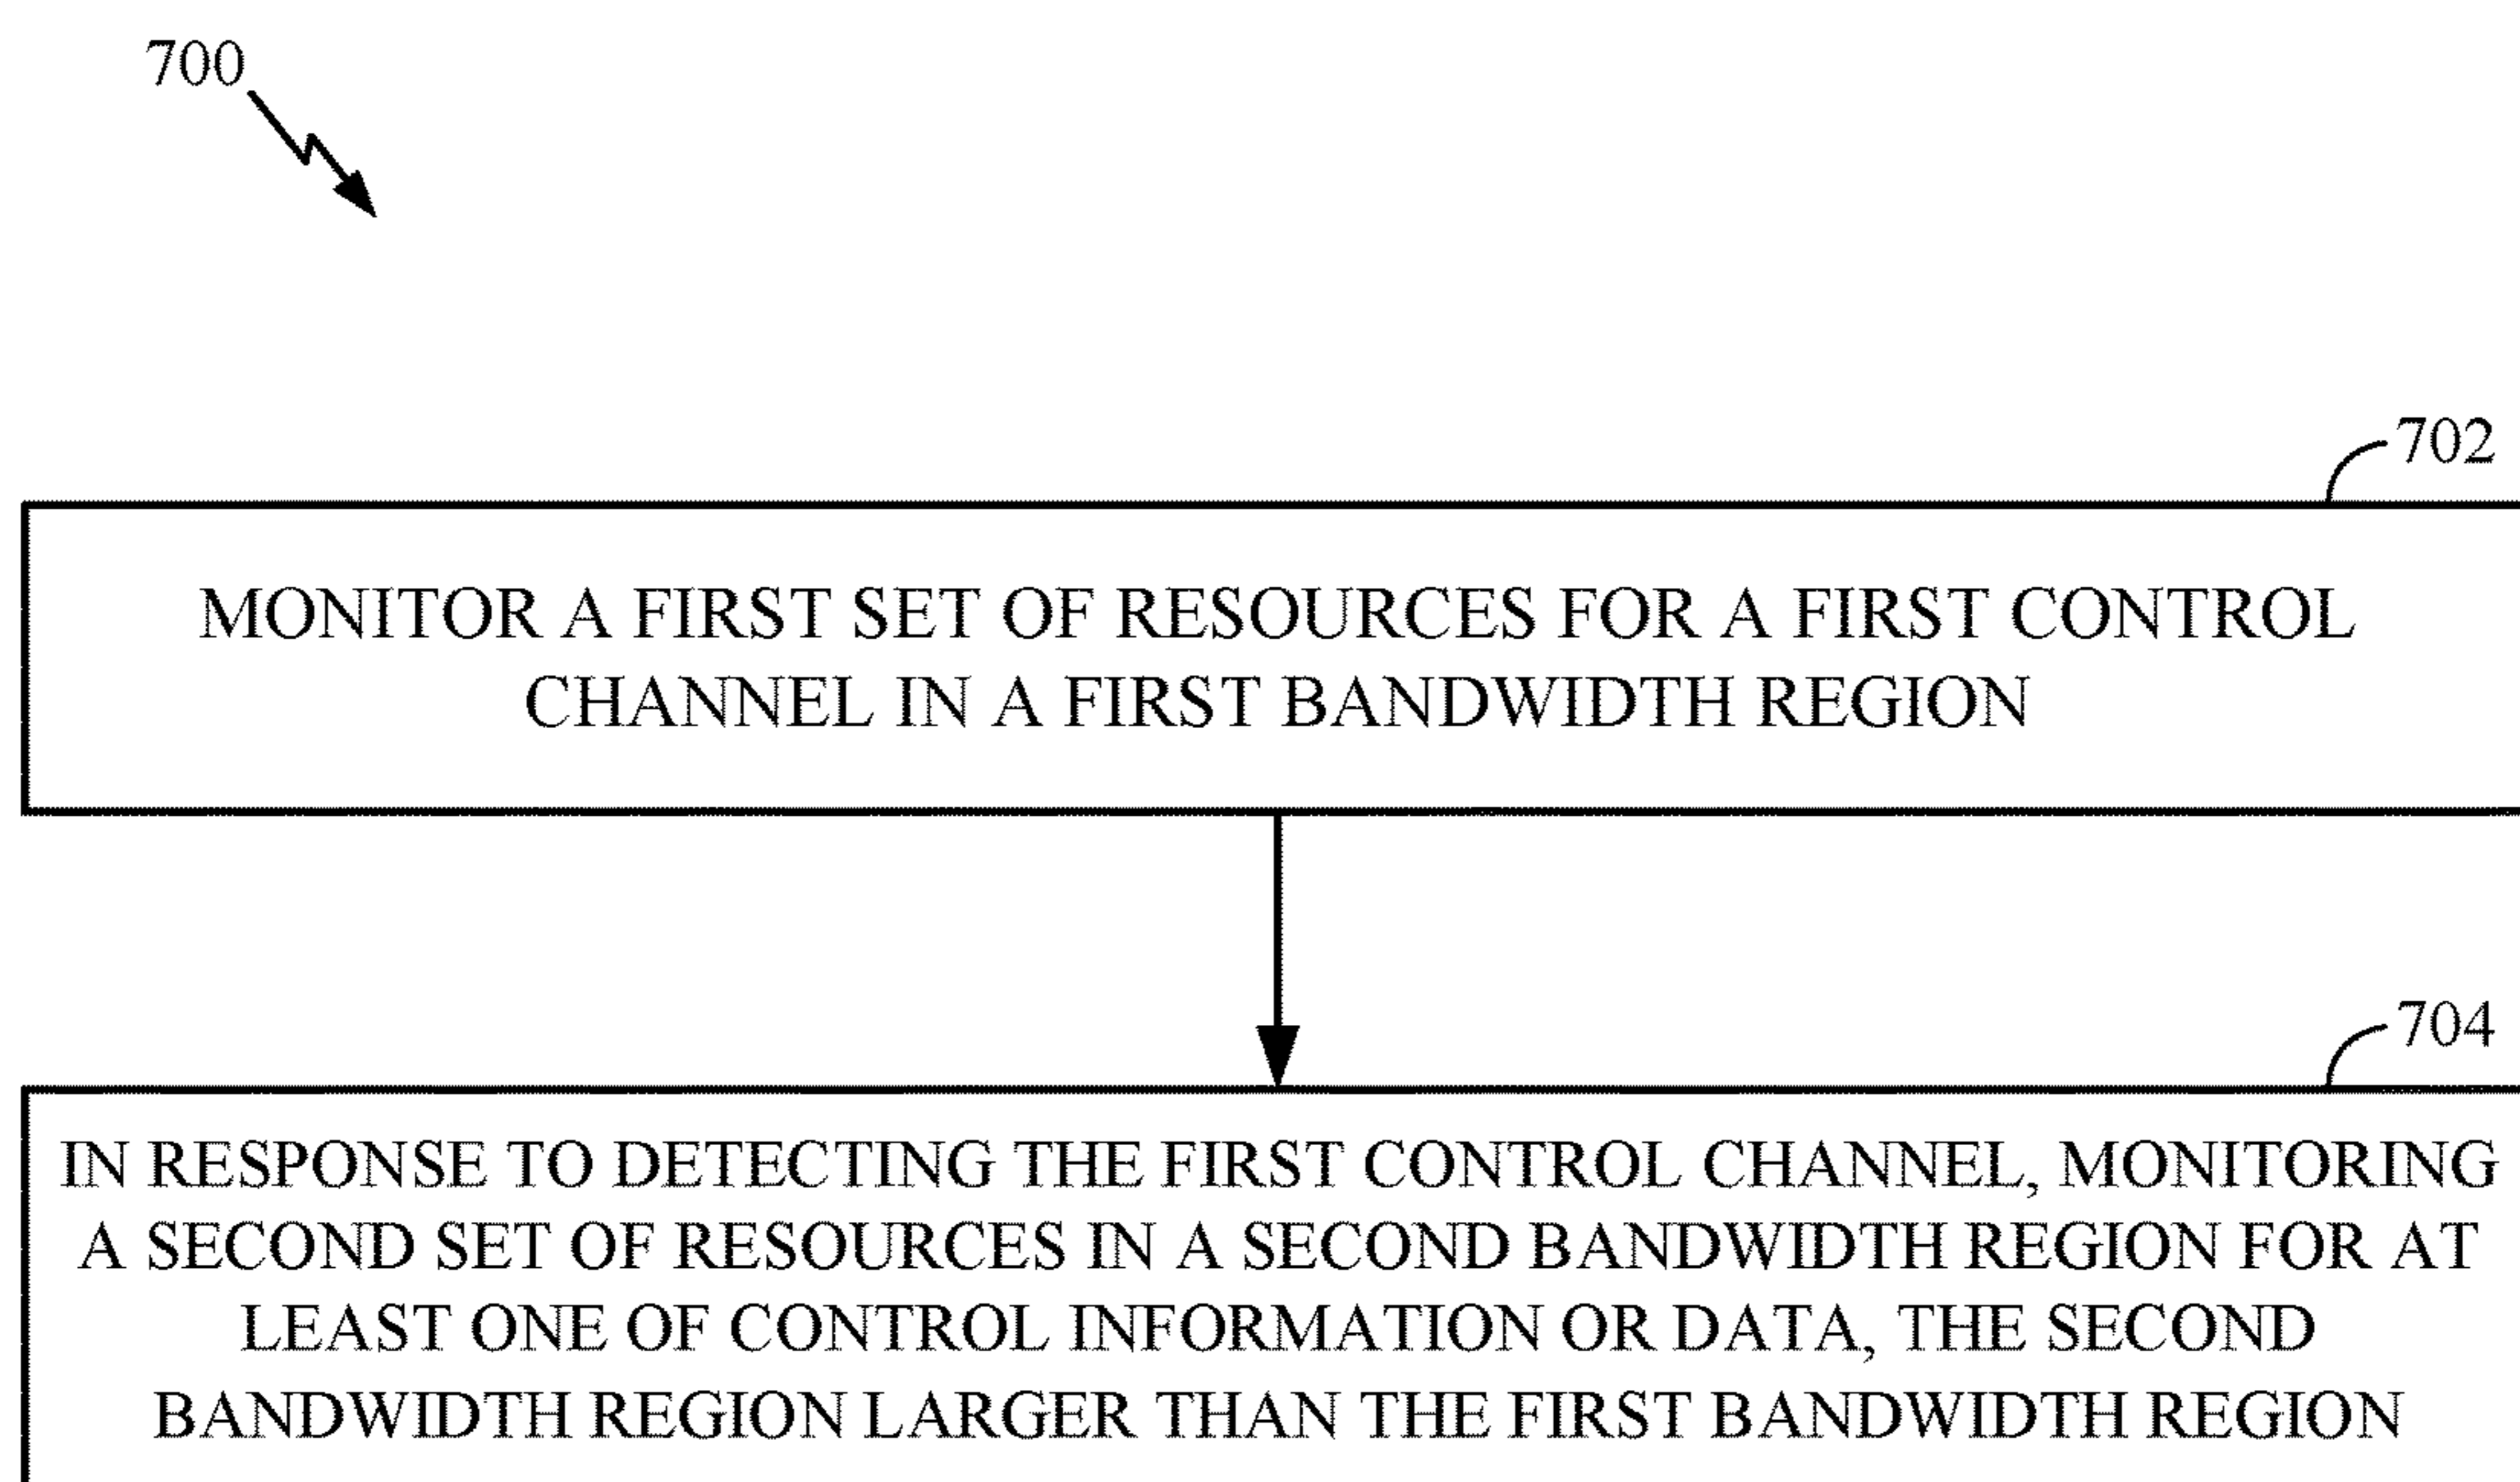 700
702
MONITOR A FIRST SET OF RESOURCES FOR A FIRST CONTROL
CHANNEL IN A FIRST BANDWIDTH REGION
704
IN RESPONSE TO DETECTING THE FIRST CONTROL CHANNEL, MONITORING
A SECOND SET OF RESOURCES IN A SECOND BANDWIDTH REGION FOR AT
LEAST ONE OF CONTROL INFORMATION OR DATA, THE SECOND
BANDWIDTH REGION LARGER THAN THE FIRST BANDWIDTH REGION